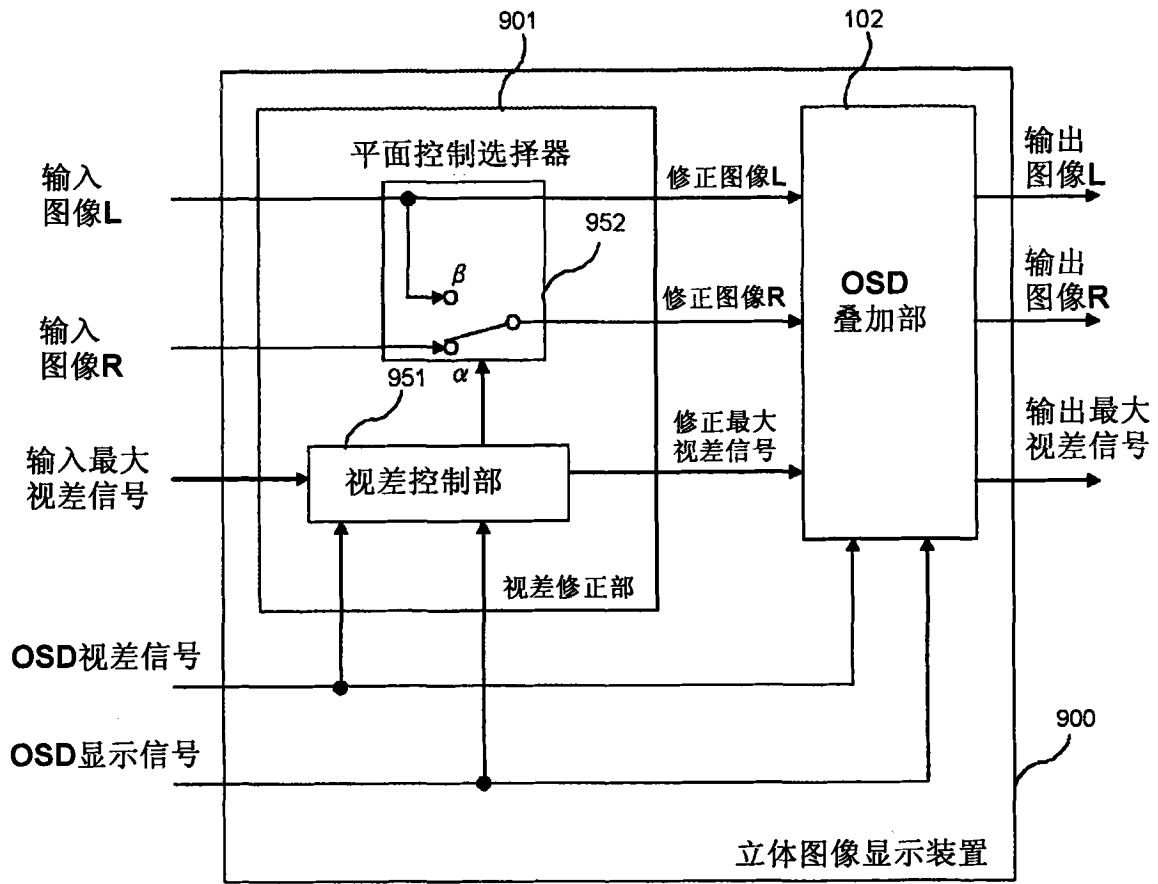 901
102
平面控制选择器
输入
图像L
修正图像L
输出
图像L
952
β
OSD
叠加部
输入
图像R
修正图像R
输出
图像R
α
951
输入最大
视差信号
视差控制部
修正最大
视差信号
输出最大
视差信号
视差修正部
OSD视差信号
OSD显示信号
900
立体图像显示装置